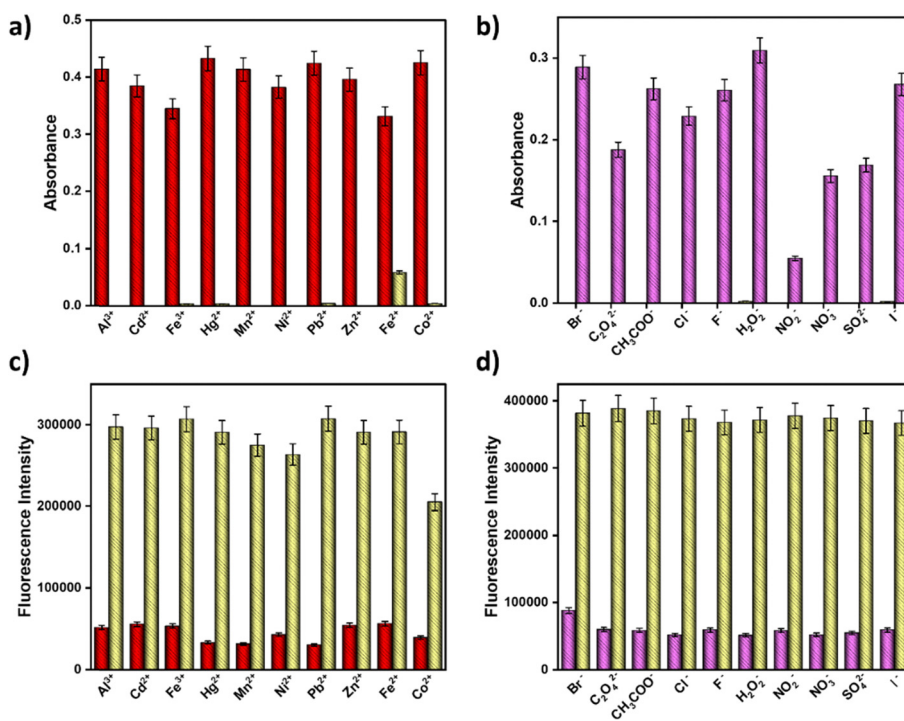 a)
Absorbance
0.5
0.4
0.3
0.2
0.1
0.0
Al³⁺ Cd²⁺ Fe³⁺ Hg²⁺ Mn²⁺ Ni²⁺ Pb²⁺ Zn²⁺ Fe²⁺ Co²⁺
b)
Absorbance
0.3
0.2
0.1
0.0
Br⁻ C₂O₄²⁻ CH₃COO⁻ Cl⁻ F⁻ H₂O₂⁻ NO₂⁻ NO₃⁻ SO₄²⁻ I⁻
c)
Fluorescence Intensity
300000
200000
100000
0
Al³⁺ Cd²⁺ Fe³⁺ Hg²⁺ Mn²⁺ Ni²⁺ Pb²⁺ Zn²⁺ Fe²⁺ Co²⁺
d)
Fluorescence Intensity
400000
300000
200000
100000
0
Br⁻ C₂O₄²⁻ CH₃COO⁻ Cl⁻ F⁻ H₂O₂⁻ NO₂⁻ NO₃⁻ SO₄²⁻ I⁻